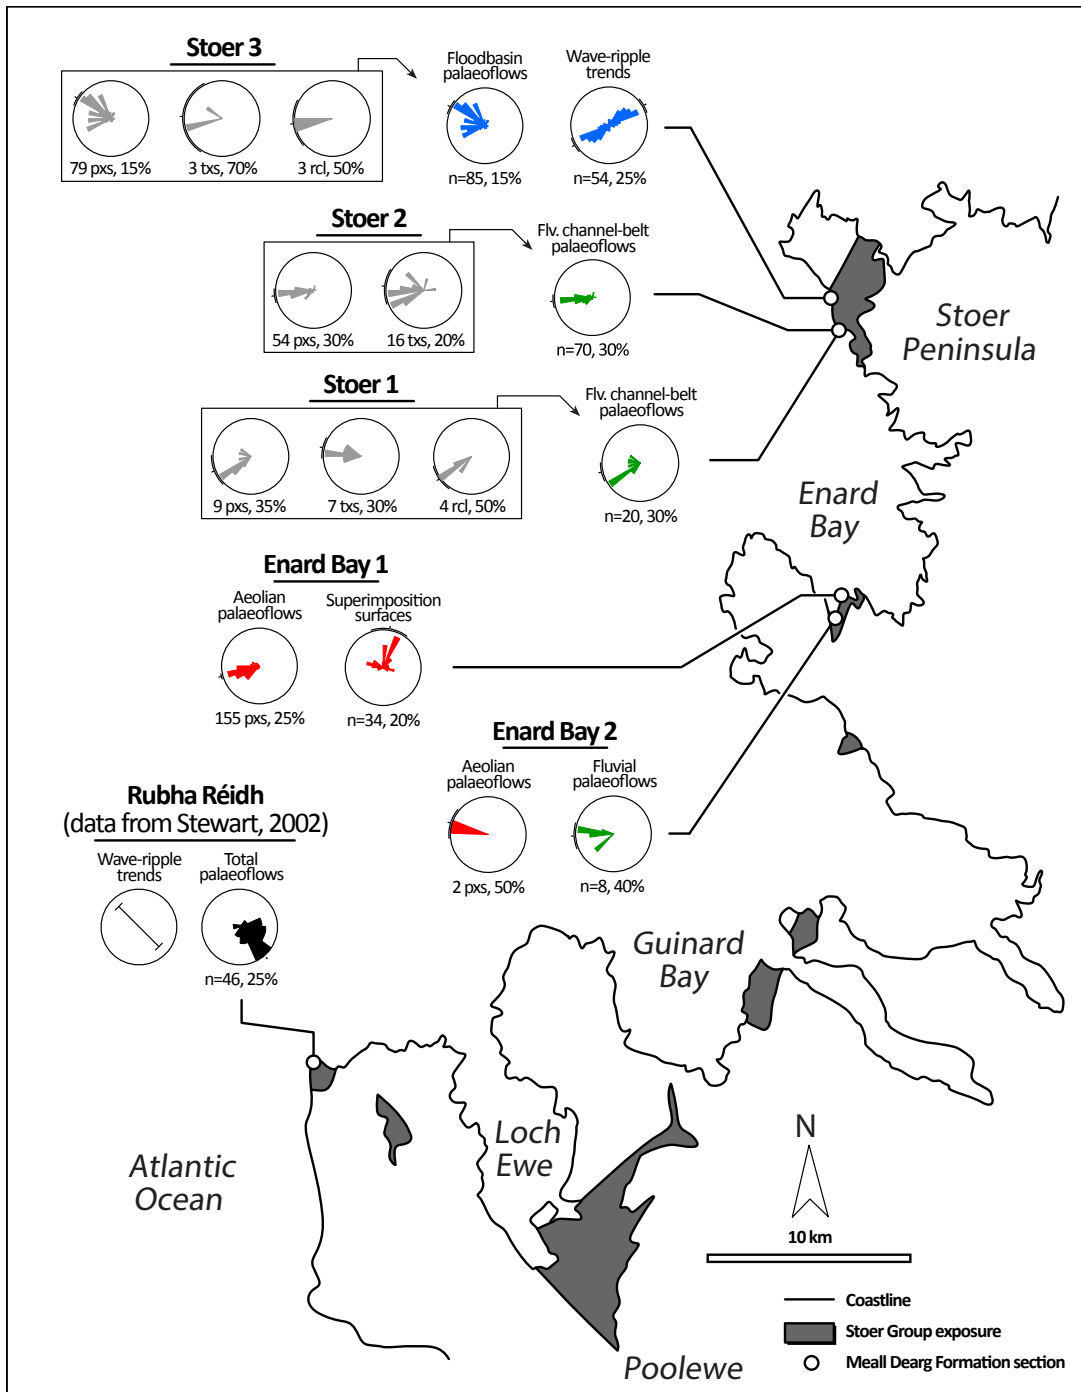 Stoer 3
Floodbasin
palaeoflows
Wave-ripple
trends
79 pxs, 15%
3 txs, 70%
3 rcl, 50%
n=85, 15%
n=54, 25%
Stoer 2
Flv. channel-belt
palaeoflows
54 pxs, 30%
16 txs, 20%
n=70, 30%
Stoer 1
Flv. channel-belt
palaeoflows
9 pxs, 35%
7 txs, 30%
4 rcl, 50%
n=20, 30%
Stoer
Peninsula
Enard
Bay
Enard Bay 1
Aeolian
palaeoflows
Superimposition
surfaces
155 pxs, 25%
n=34, 20%
Enard Bay 2
Aeolian
palaeoflows
Fluvial
palaeoflows
2 pxs, 50%
n=8, 40%
Rubha Réidh
(data from Stewart, 2002)
Wave-ripple
trends
Total
palaeoflows
n=46, 25%
Guinard
Bay
Loch
Ewe
Atlantic
Ocean
Poolewe
N
10 km
Coastline
Stoer Group exposure
Meall Dearg Formation section